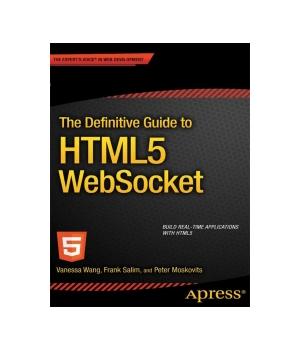 THE EXPERT'S VOICE® IN WEB DEVELOPMENT
The Definitive Guide to
HTML5
WebSocket
BUILD REAL-TIME APPLICATIONS
WITH HTML5
5
Vanessa Wang, Frank Salim, and Peter Moskovits
Apress®